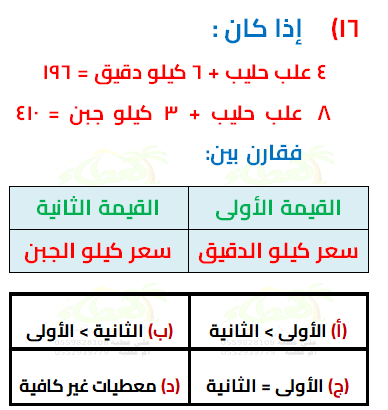 ١٦) إذا كان :
٤ علب حليب + ٦ كيلو دقيق = ١٩٦
٨ علب حليب + ٣ كيلو جبن = ٤١٠
فقارن بين:
القيمة الأولى القيمة الثانية
سعر كيلو الدقيق سعر كيلو الجبن
(أ) الأولى > الثانية (ب) الثانية > الأولى
(ج) الأولى = الثانية (د) معطيات غير كافية